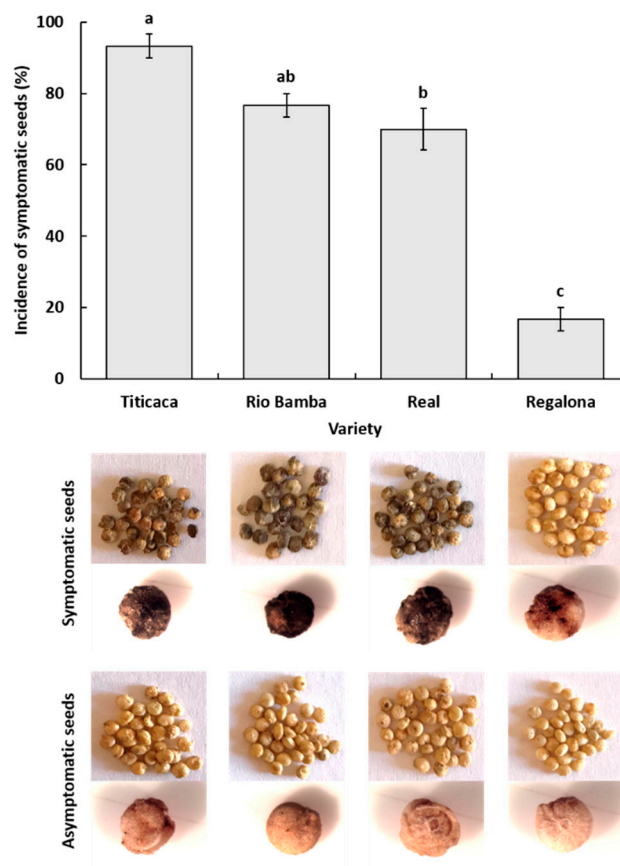 Incidence of symptomatic seeds (%)
100
80
60
40
20
0
a
ab
b
c
Titicaca
Rio Bamba
Real
Regalona
Variety
Symptomatic seeds
Asymptomatic seeds